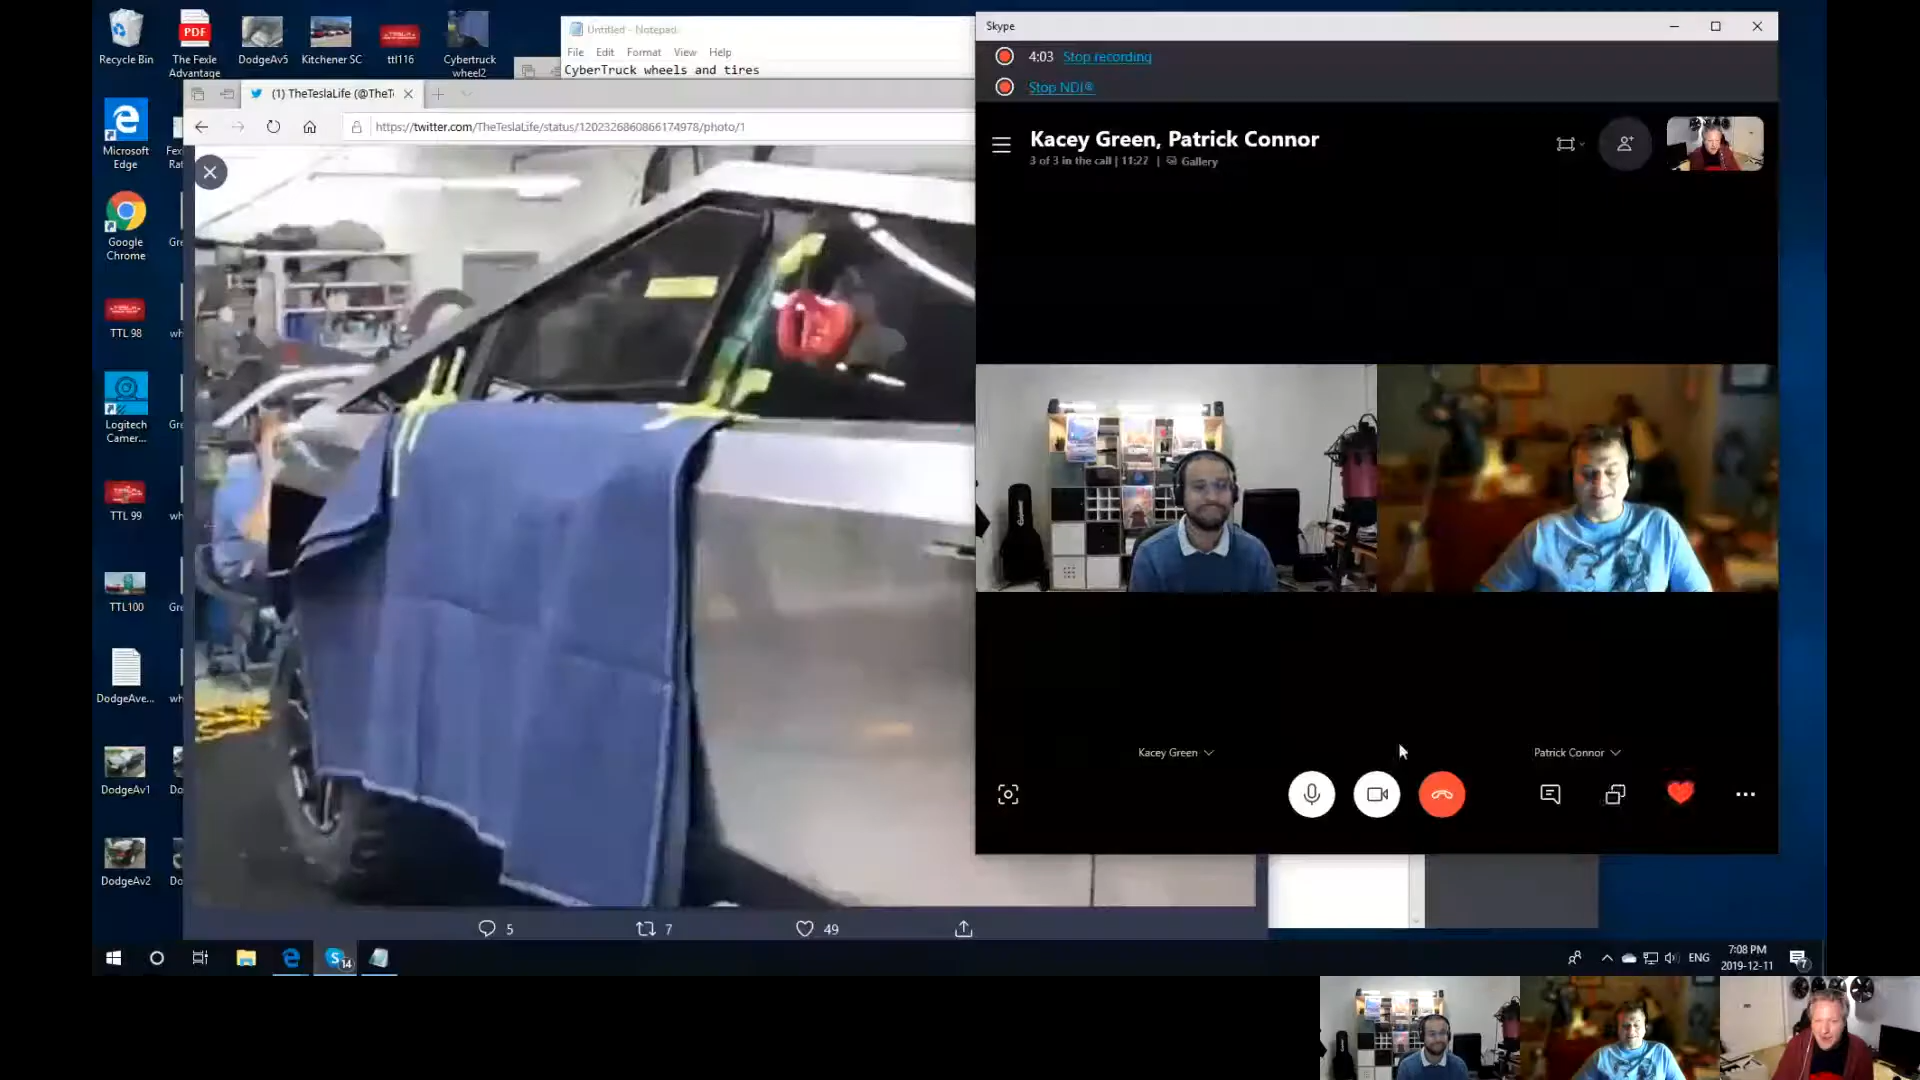 Recycle Bin
The Fexle
Advantage
DodgeAv5
Kitchener SC
ttl116
Cybertruck
wheel2
PDF
Untitled - Notepad
File Edit Format View Help
CyberTruck wheels and tires
(1) TheTeslaLife (@TheT
https://twitter.com/TheTeslaLife/status/1202326860866174978/photo/1
Microsoft
Edge
Google
Chrome
TTL 98
Logitech
Camer...
TTL 99
TTL100
DodgeAve...
DodgeAv1
DodgeAv2
Skype
4:03 Stop recording
Stop NDI®
Kacey Green, Patrick Connor
3 of 3 in the call | 11:27 | Gallery
Kacey Green
Patrick Connor
5
7
49
14
ENG
7:08 PM
2019-12-11
7